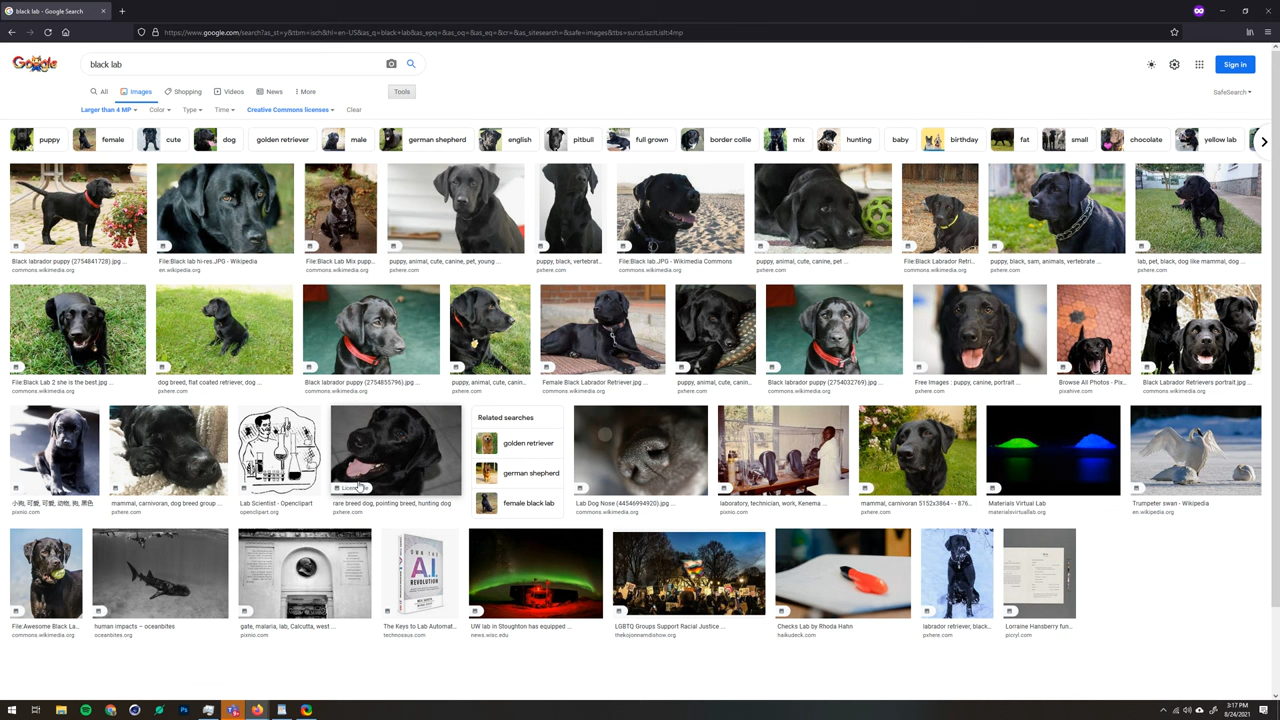 black lab - Google Search
https://www.google.com/search?as_st=y&tbm=isch&hl=en-US&as_q=black+lab&as_epq=&as_oq=&as_eq=&cr=&as_sitesearch=&safe=images&tbs=sur:cl,isz:lt,islt:4mp
Google
black lab
Sign in
All Images Shopping Videos News More Tools
SafeSearch
Larger than 4 MP Color Type Time Creative Commons licenses Clear
puppy female cute dog golden retriever male german shepherd english pitbull full grown border collie mix hunting baby birthday fat small chocolate yellow lab
Black labrador puppy (2754841728).jpg ...
commons.wikimedia.org
File:Black lab hi-res.JPG - Wikipedia
en.wikipedia.org
File:Black Lab Mix pupp...
commons.wikimedia.org
puppy, animal, cute, canine, pet, young ...
pxhere.com
puppy, black, vertebrat...
pxhere.com
File:Black lab.JPG - Wikimedia Commons
commons.wikimedia.org
puppy, animal, cute, canine, pet ...
pxhere.com
File:Black Labrador Retri...
commons.wikimedia.org
puppy, black, sam, animals, vertebrate ...
pxhere.com
lab, pet, black, dog like mammal, dog ...
pxhere.com
File:Black Lab 2 she is the best.jpg ...
commons.wikimedia.org
dog breed, flat coated retriever, dog ...
pxhere.com
Black labrador puppy (2754855796).jpg ...
commons.wikimedia.org
puppy, animal, cute, canin...
pxhere.com
Female Black Labrador Retriever.jpg ...
commons.wikimedia.org
puppy, animal, cute, canin...
pxhere.com
Black labrador puppy (2754032769).jpg ...
commons.wikimedia.org
Free Images : puppy, canine, portrait ...
pxhere.com
Browse All Photos - Pix...
pixahive.com
Black Labrador Retrievers portrait.jpg ...
commons.wikimedia.org
小狗, 可爱, 可爱, 动物, 狗, 黑色
pixnio.com
mammal, carnivoran, dog breed group ...
pxhere.com
Lab Scientist - Openclipart
openclipart.org
rare breed dog, pointing breed, hunting dog
pxhere.com
Related searches
golden retriever
german shepherd
female black lab
Lab Dog Nose (44546994920).jpg ...
commons.wikimedia.org
laboratory, technician, work, Kenema ...
pixnio.com
mammal, carnivoran 5152x3864 - - 876...
pxhere.com
Materials Virtual Lab
materialsvirtuallab.org
Trumpeter swan - Wikipedia
en.wikipedia.org
OWN THE
A.I.
REVOLUTION
File:Awesome Black La...
commons.wikimedia.org
human impacts – oceanbites
oceanbites.org
gate, malaria, lab, Calcutta, west ...
pixnio.com
The Keys to Lab Automat...
technosus.com
UW lab in Stoughton has equipped ...
news.wisc.edu
LGBTQ Groups Support Racial Justice ...
thekojonnamdishow.org
Checks Lab by Rhoda Hahn
haikudeck.com
labrador retriever, black...
pxhere.com
Lorraine Hansberry fun...
picryl.com
3:17 PM
8/24/2021